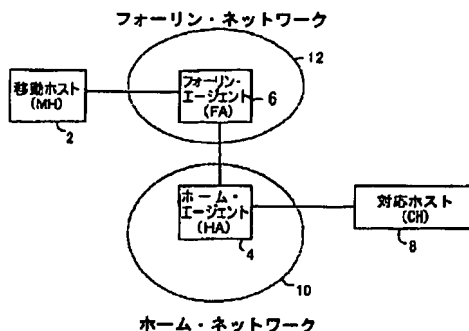 フォーリン・ネットワーク
12
移動ホスト
(MH)
2
フォーリン・
エージェント
(FA)
6
ホーム・
エージェント
(HA)
4
対応ホスト
(CH)
8
10
ホーム・ネットワーク